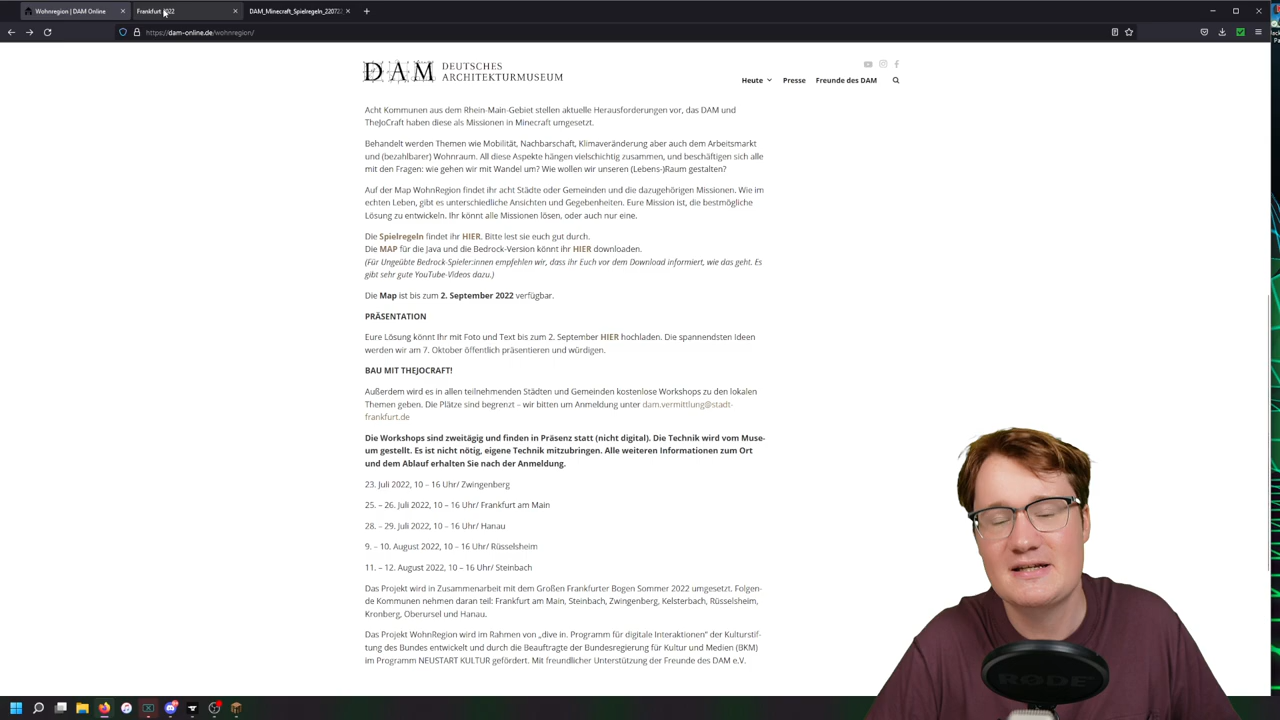 Wohnregion | DAM Online
Frankfurt 2022
DAM_Minecraft_Spielregeln_220722
https://dam-online.de/wohnregion/
DAM DEUTSCHES
ARCHITEKTURMUSEUM
Heute Presse Freunde des DAM
Acht Kommunen aus dem Rhein-Main-Gebiet stellen aktuelle Herausforderungen vor, das DAM und
TheJoCraft haben diese als Missionen in Minecraft umgesetzt.
Behandelt werden Themen wie Mobilität, Nachbarschaft, Klimaveränderung aber auch dem Arbeitsmarkt
und (bezahlbarer) Wohnraum. All diese Aspekte hängen vielschichtig zusammen, und beschäftigen sich alle
mit den Fragen: wie gehen wir mit Wandel um? Wie wollen wir unseren (Lebens-)Raum gestalten?
Auf der Map WohnRegion findet ihr acht Städte oder Gemeinden und die dazugehörigen Missionen. Wie im
echten Leben, gibt es unterschiedliche Ansichten und Gegebenheiten. Eure Mission ist, die bestmögliche
Lösung zu entwickeln. Ihr könnt alle Missionen lösen, oder auch nur eine.
Die Spielregeln findet ihr HIER. Bitte lest sie euch gut durch.
Die MAP für die Java und die Bedrock-Version könnt ihr HIER downloaden.
(Für Ungeübte Bedrock-Spieler:innen empfehlen wir, dass ihr Euch vor dem Download informiert, wie das geht. Es
gibt sehr gute YouTube-Videos dazu.)
Die Map ist bis zum 2. September 2022 verfügbar.
PRÄSENTATION
Eure Lösung könnt Ihr mit Foto und Text bis zum 2. September HIER hochladen. Die spannendsten Ideen
werden wir am 7. Oktober öffentlich präsentieren und würdigen.
BAU MIT THEJOCRAFT!
Außerdem wird es in allen teilnehmenden Städten und Gemeinden kostenlose Workshops zu den lokalen
Themen geben. Die Plätze sind begrenzt – wir bitten um Anmeldung unter dam.vermittlung@stadt-
frankfurt.de
Die Workshops sind zweitägig und finden in Präsenz statt (nicht digital). Die Technik wird vom Muse-
um gestellt. Es ist nicht nötig, eigene Technik mitzubringen. Alle weiteren Informationen zum Ort
und dem Ablauf erhalten Sie nach der Anmeldung.
23. Juli 2022, 10 – 16 Uhr/ Zwingenberg
25. – 26. Juli 2022, 10 – 16 Uhr/ Frankfurt am Main
28. – 29. Juli 2022, 10 – 16 Uhr/ Hanau
9. – 10. August 2022, 10 – 16 Uhr/ Rüsselsheim
11. – 12. August 2022, 10 – 16 Uhr/ Steinbach
Das Projekt wird in Zusammenarbeit mit dem Großen Frankfurter Bogen Sommer 2022 umgesetzt. Folgen-
de Kommunen nehmen daran teil: Frankfurt am Main, Steinbach, Zwingenberg, Kelsterbach, Rüsselsheim,
Kronberg, Oberursel und Hanau.
Das Projekt WohnRegion wird im Rahmen von „dive in. Programm für digitale Interaktionen" der Kulturstif-
tung des Bundes entwickelt und durch die Beauftragte der Bundesregierung für Kultur und Medien (BKM)
im Programm NEUSTART KULTUR gefördert. Mit freundlicher Unterstützung der Freunde des DAM e.V.
RØDE